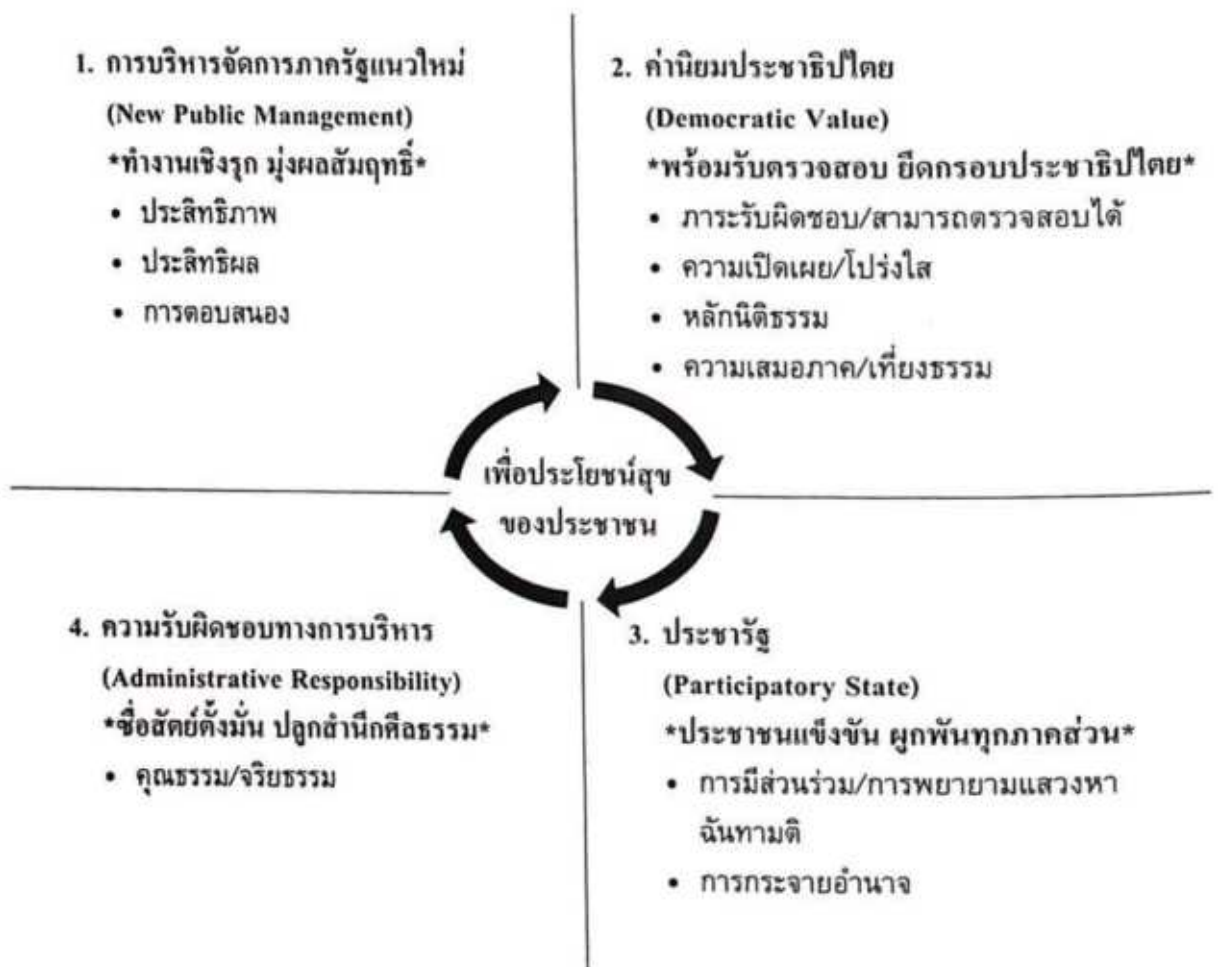 1. การบริหารจัดการภาครัฐแนวใหม่
(New Public Management)
*ทำงานเชิงรุก มุ่งผลสัมฤทธิ์*
• ประสิทธิภาพ
• ประสิทธิผล
• การตอบสนอง
2. ค่านิยมประชาธิปไตย
(Democratic Value)
*พร้อมรับตรวจสอบ ยึดกรอบประชาธิปไตย*
• ภาระรับผิดชอบ/สามารถตรวจสอบได้
• ความเปิดเผย/โปร่งใส
• หลักนิติธรรม
• ความเสมอภาค/เที่ยงธรรม
เพื่อประโยชน์สุข
ของประชาชน
4. ความรับผิดชอบทางการบริหาร
(Administrative Responsibility)
*ซื่อสัตย์ตั้งมั่น ปลูกสำนึกศีลธรรม*
• คุณธรรม/จริยธรรม
3. ประชารัฐ
(Participatory State)
*ประชาชนแข็งขัน ผูกพันทุกภาคส่วน*
• การมีส่วนร่วม/การพยายามแสวงหา
ฉันทามติ
• การกระจายอำนาจ